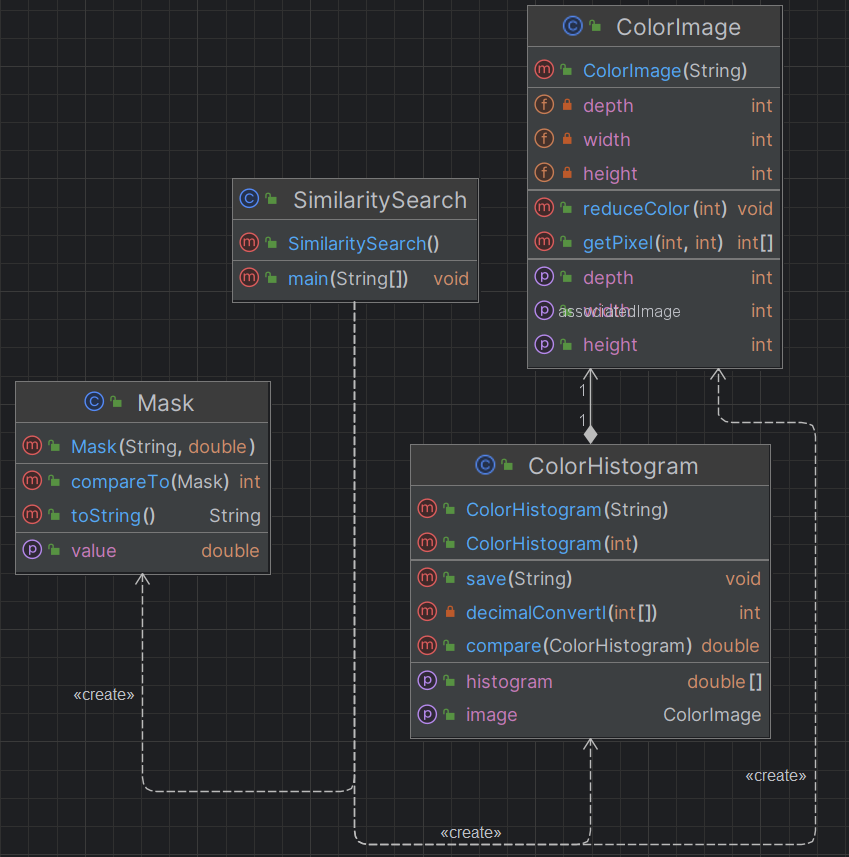 ColorImage
ColorImage(String)
depth int
width int
height int
reduceColor(int) void
getPixel(int, int) int[]
depth int
width int
associatedImage
height int
SimilaritySearch
SimilaritySearch()
main(String[]) void
Mask
Mask(String, double)
compareTo(Mask) int
toString() String
value double
1
1
ColorHistogram
ColorHistogram(String)
ColorHistogram(int)
save(String) void
decimalConvertI(int[]) int
compare(ColorHistogram) double
histogram double[]
image ColorImage
«create»
«create»
«create»